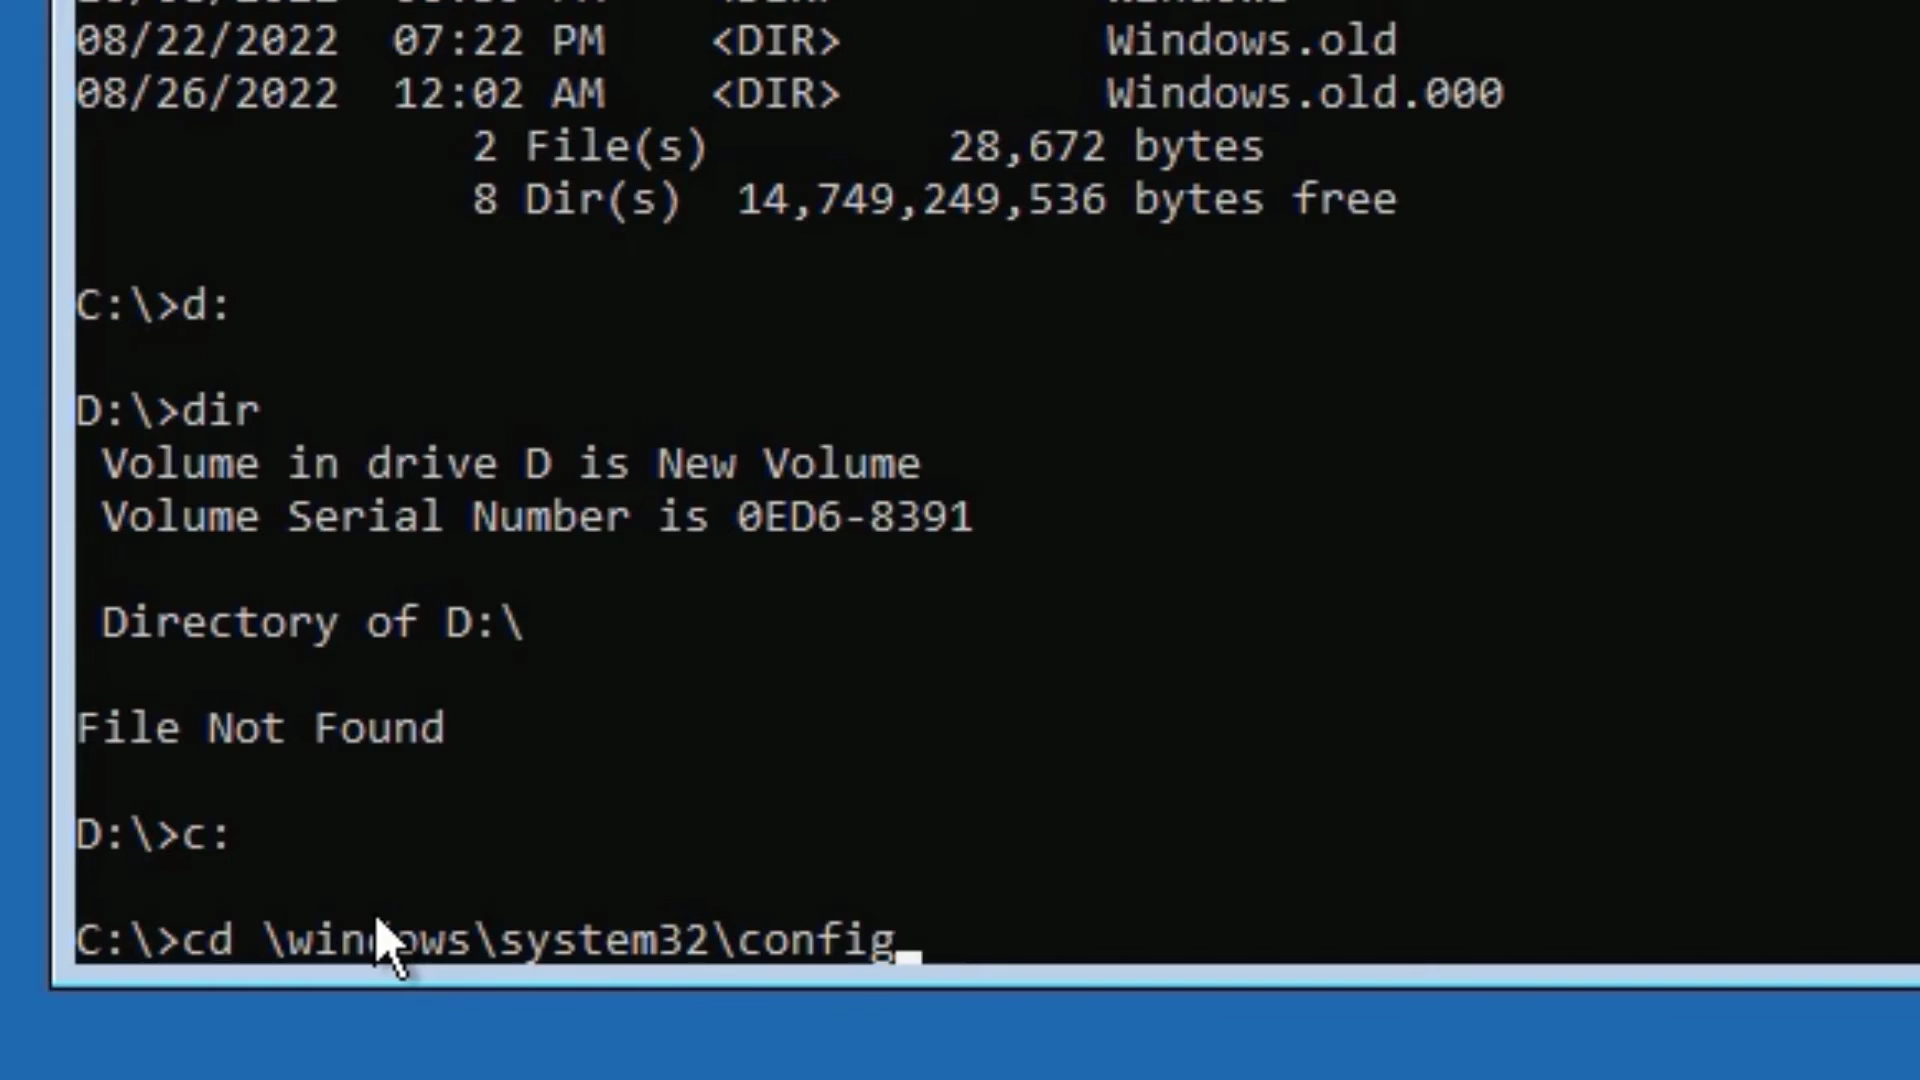 08/22/2022  07:22 PM    <DIR>          Windows.old
08/26/2022  12:02 AM    <DIR>          Windows.old.000
               2 File(s)         28,672 bytes
               8 Dir(s)  14,749,249,536 bytes free
C:\>d:
D:\>dir
 Volume in drive D is New Volume
 Volume Serial Number is 0ED6-8391
 Directory of D:\
File Not Found
D:\>c:
C:\>cd \windows\system32\config